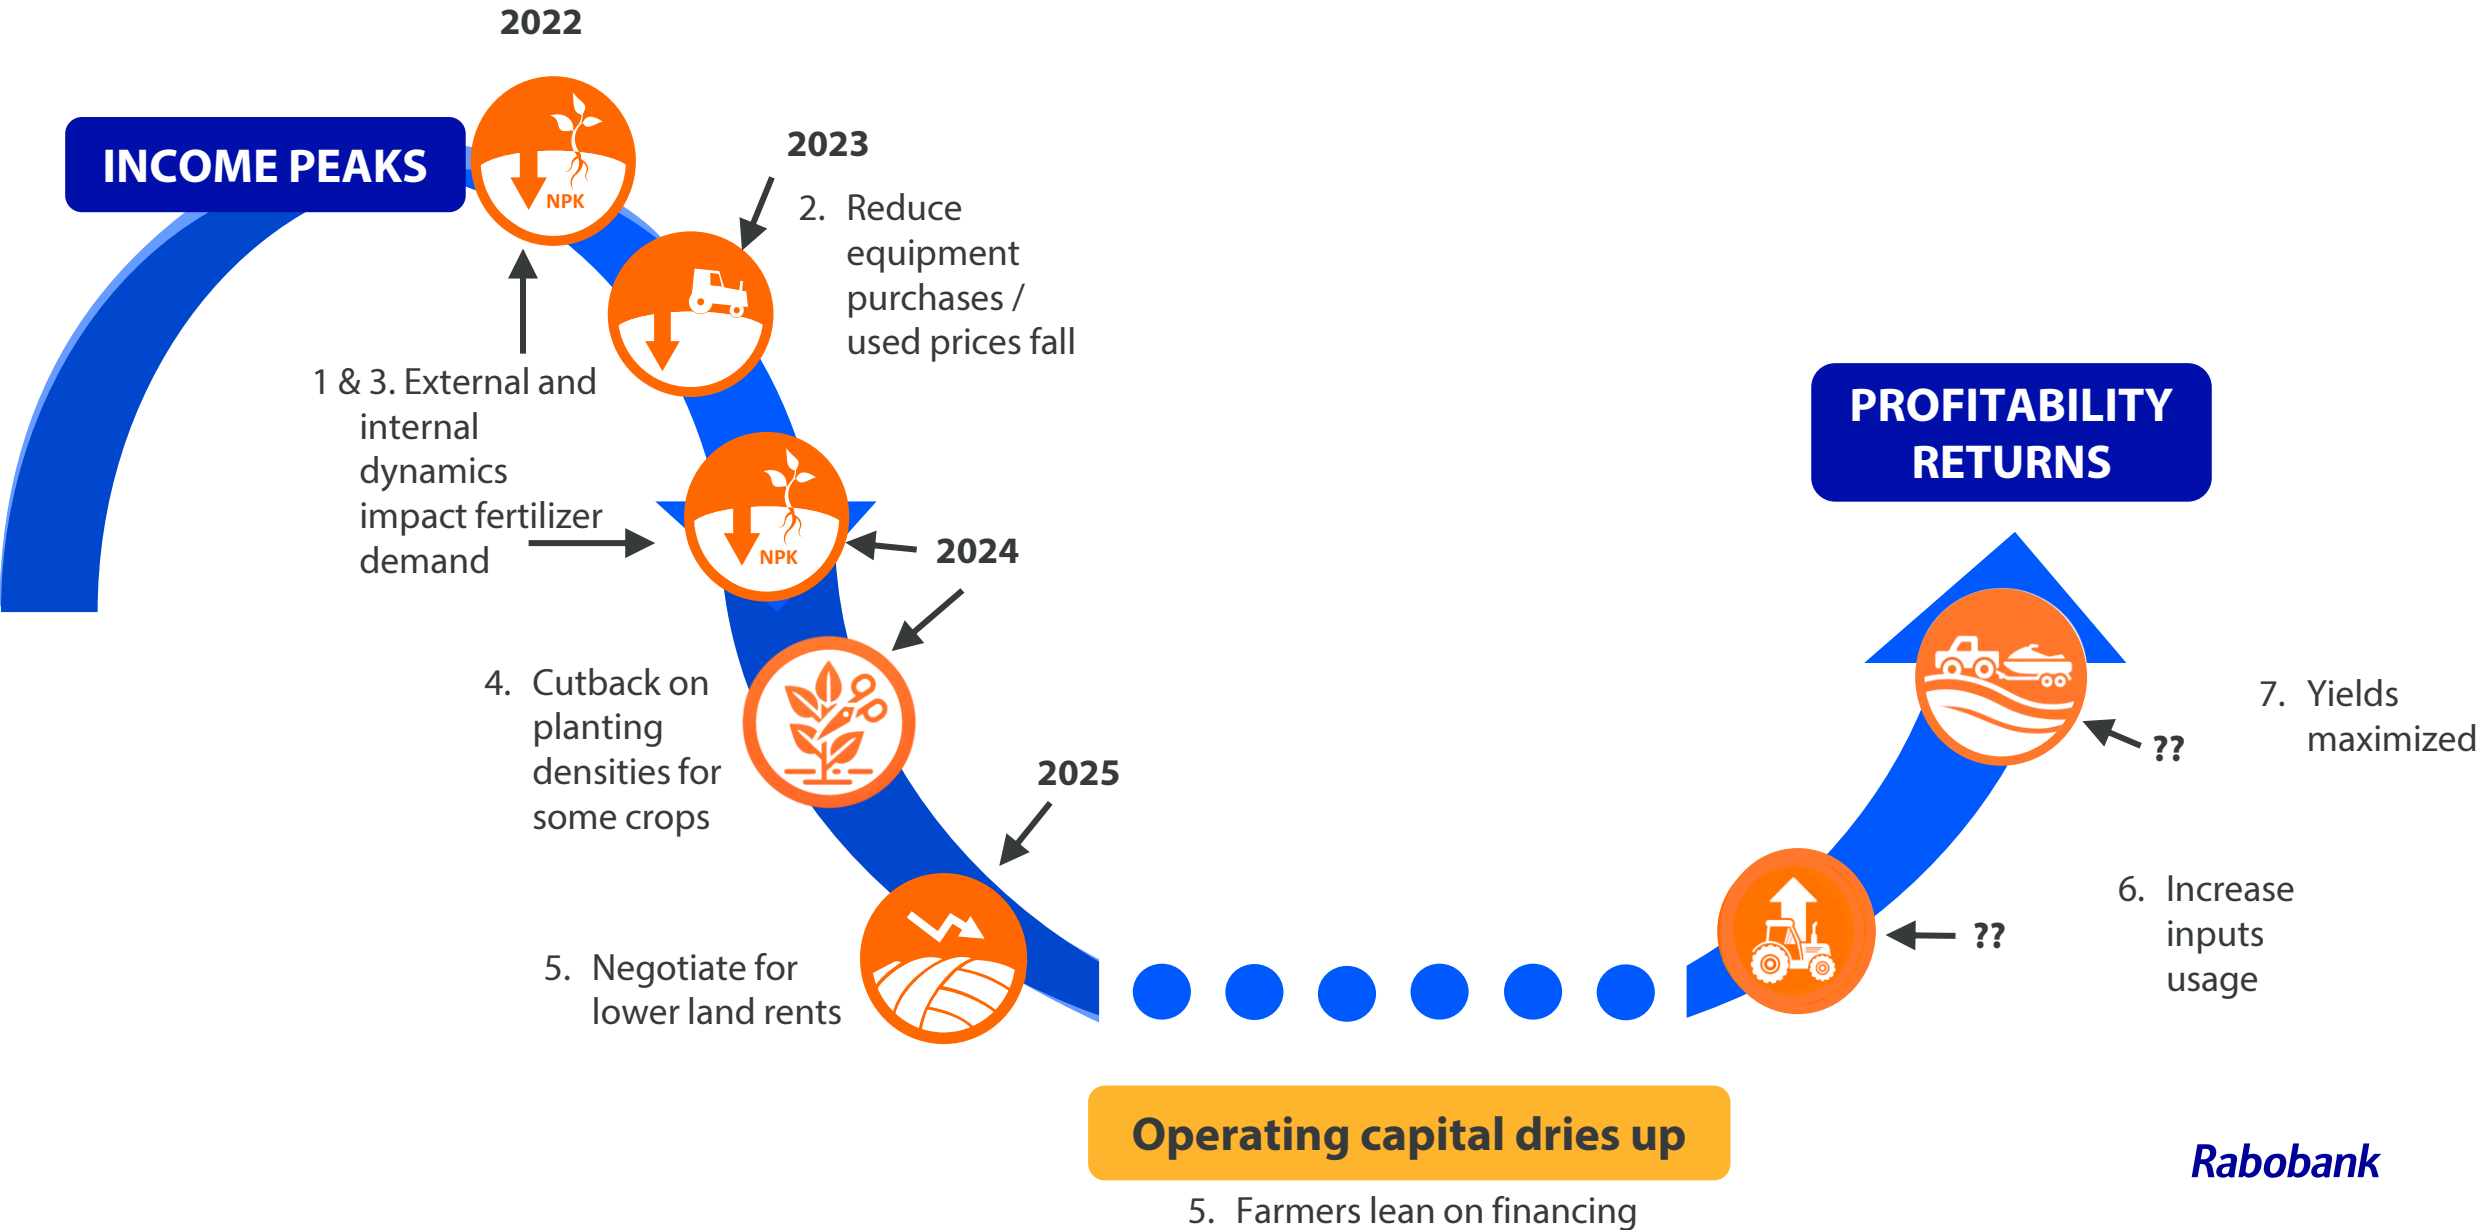 2022
INCOME PEAKS
NPK
2023
2. Reduce
equipment
purchases /
used prices fall
1 & 3. External and
internal
dynamics
impact fertilizer
demand
NPK
2024
4. Cutback on
planting
densities for
some crops
2025
5. Negotiate for
lower land rents
Operating capital dries up
5. Farmers lean on financing
PROFITABILITY
RETURNS
7. Yields
maximized
??
6. Increase
inputs
usage
??
Rabobank